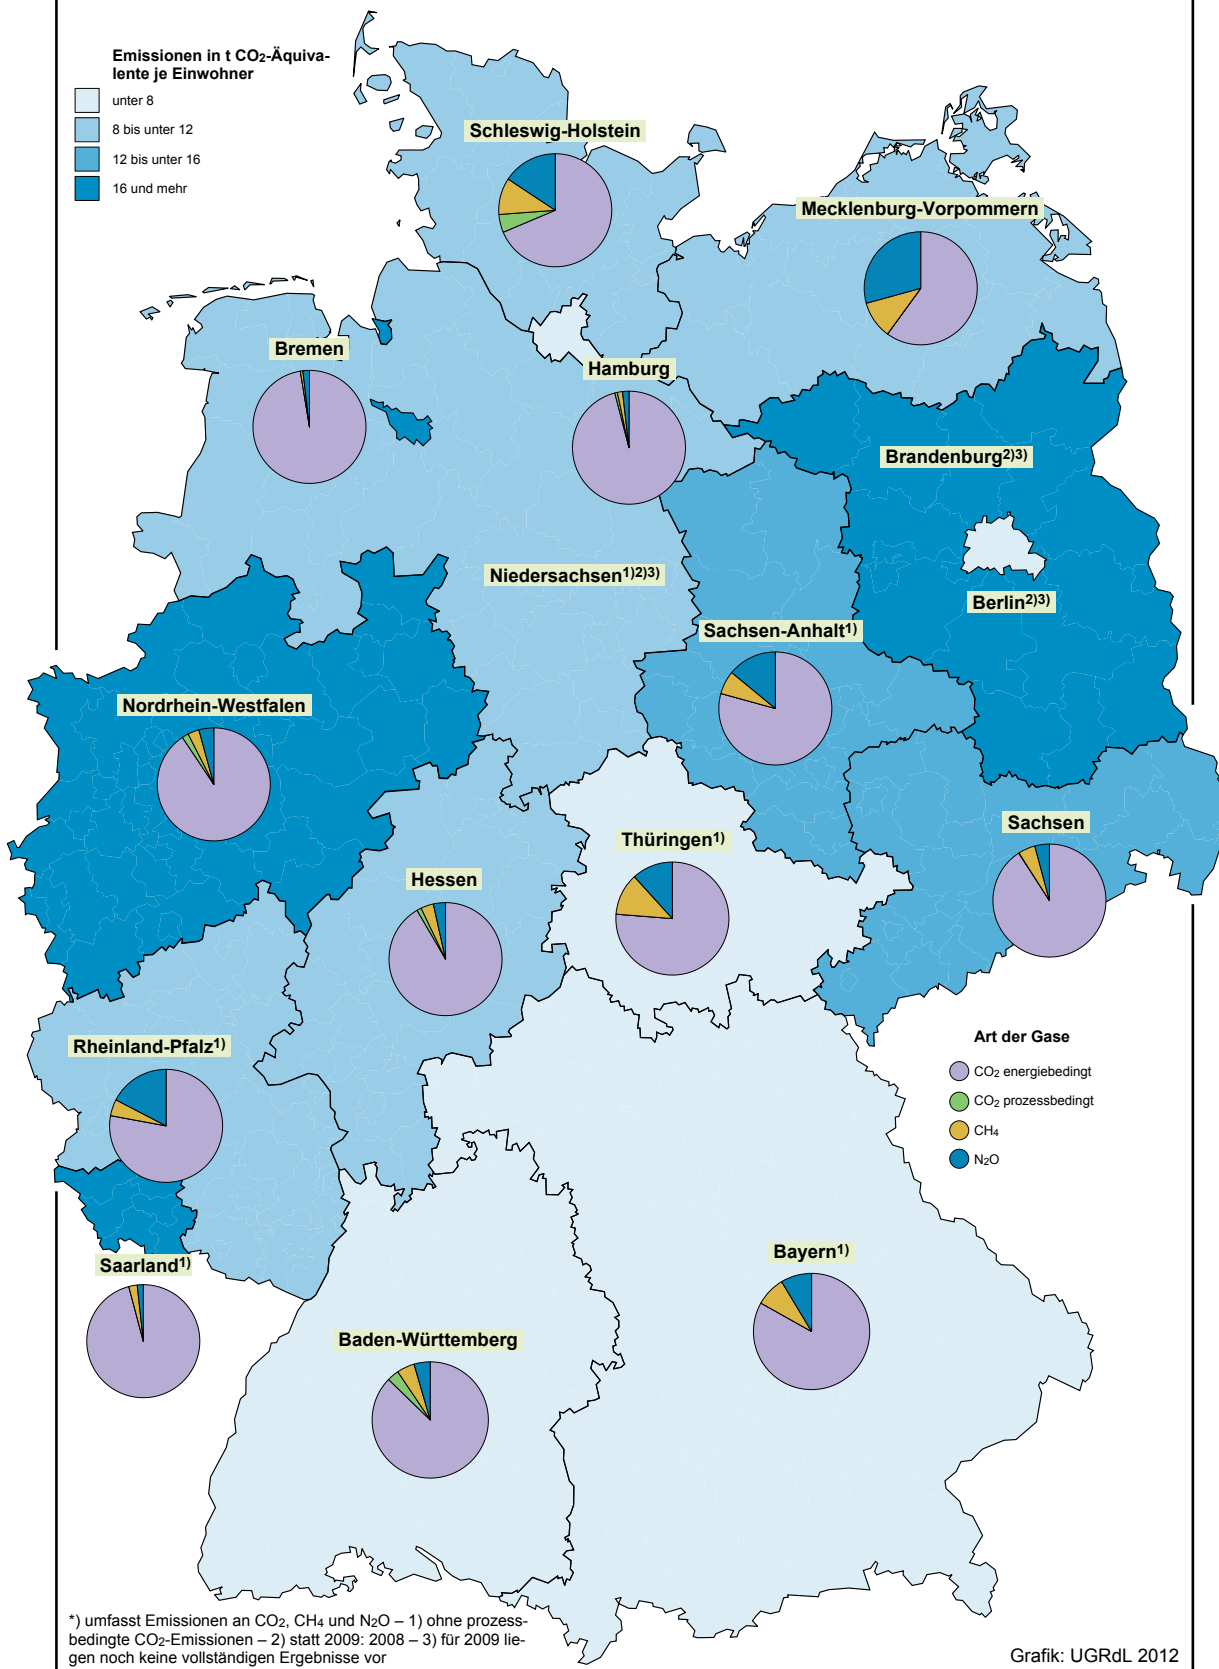 Emissionen in t CO₂-Äquiva-
lente je Einwohner
unter 8
8 bis unter 12
12 bis unter 16
16 und mehr
Schleswig-Holstein
Mecklenburg-Vorpommern
Bremen
Hamburg
Brandenburg²⁾³⁾
Niedersachsen¹⁾²⁾³⁾
Berlin²⁾³⁾
Sachsen-Anhalt¹⁾
Nordrhein-Westfalen
Sachsen
Thüringen¹⁾
Hessen
Rheinland-Pfalz¹⁾
Art der Gase
CO₂ energiebedingt
CO₂ prozessbedingt
CH₄
N₂O
Saarland¹⁾
Bayern¹⁾
Baden-Württemberg
*) umfasst Emissionen an CO₂, CH₄ und N₂O – 1) ohne prozess-
bedingte CO₂-Emissionen – 2) statt 2009: 2008 – 3) für 2009 lie-
gen noch keine vollständigen Ergebnisse vor
Grafik: UGRdL 2012